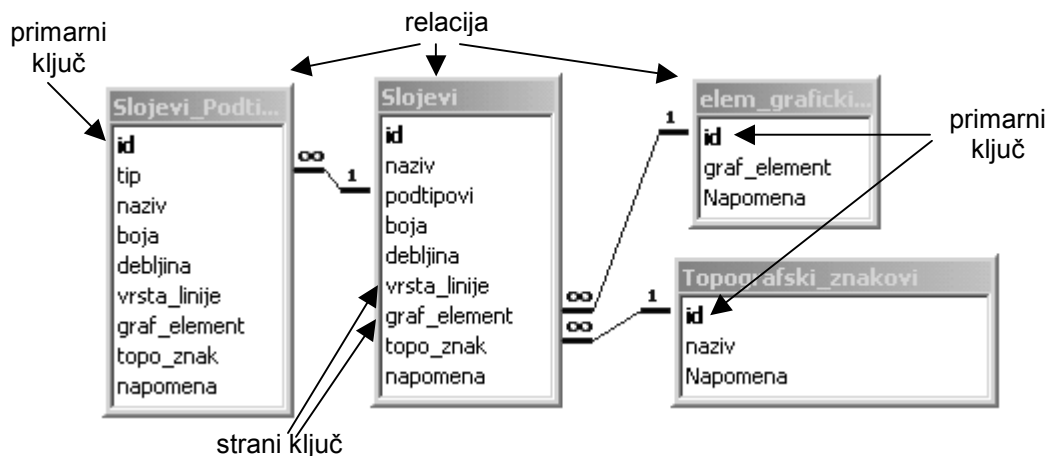 relacija
primarni
ključ
Slojevi_Podti...
id
tip
naziv
boja
debljina
vrsta_linije
graf_element
topo_znak
napomena
∞
1
Slojevi
id
naziv
podtipovi
boja
debljina
vrsta_linije
graf_element
topo_znak
napomena
∞
1
∞
1
elem_graficki...
id
graf_element
Napomena
Topografski_znakovi
id
naziv
Napomena
primarni
ključ
strani ključ